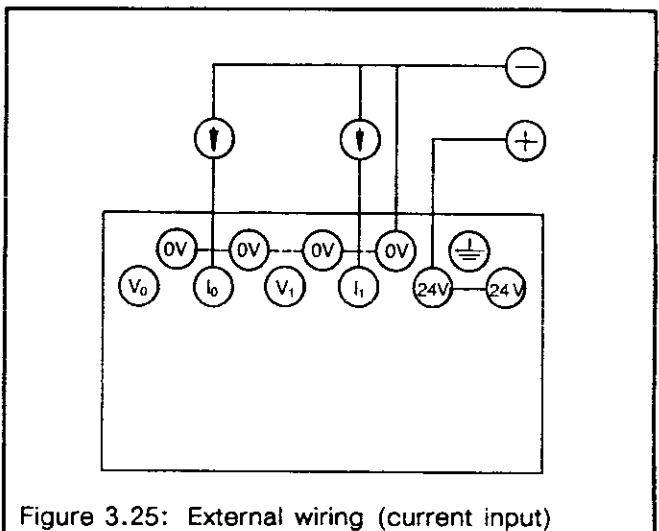 −
+
0V 0V 0V 0V
V₀ I₀ V₁ I₁ 24V 24V
Figure 3.25: External wiring (current input)